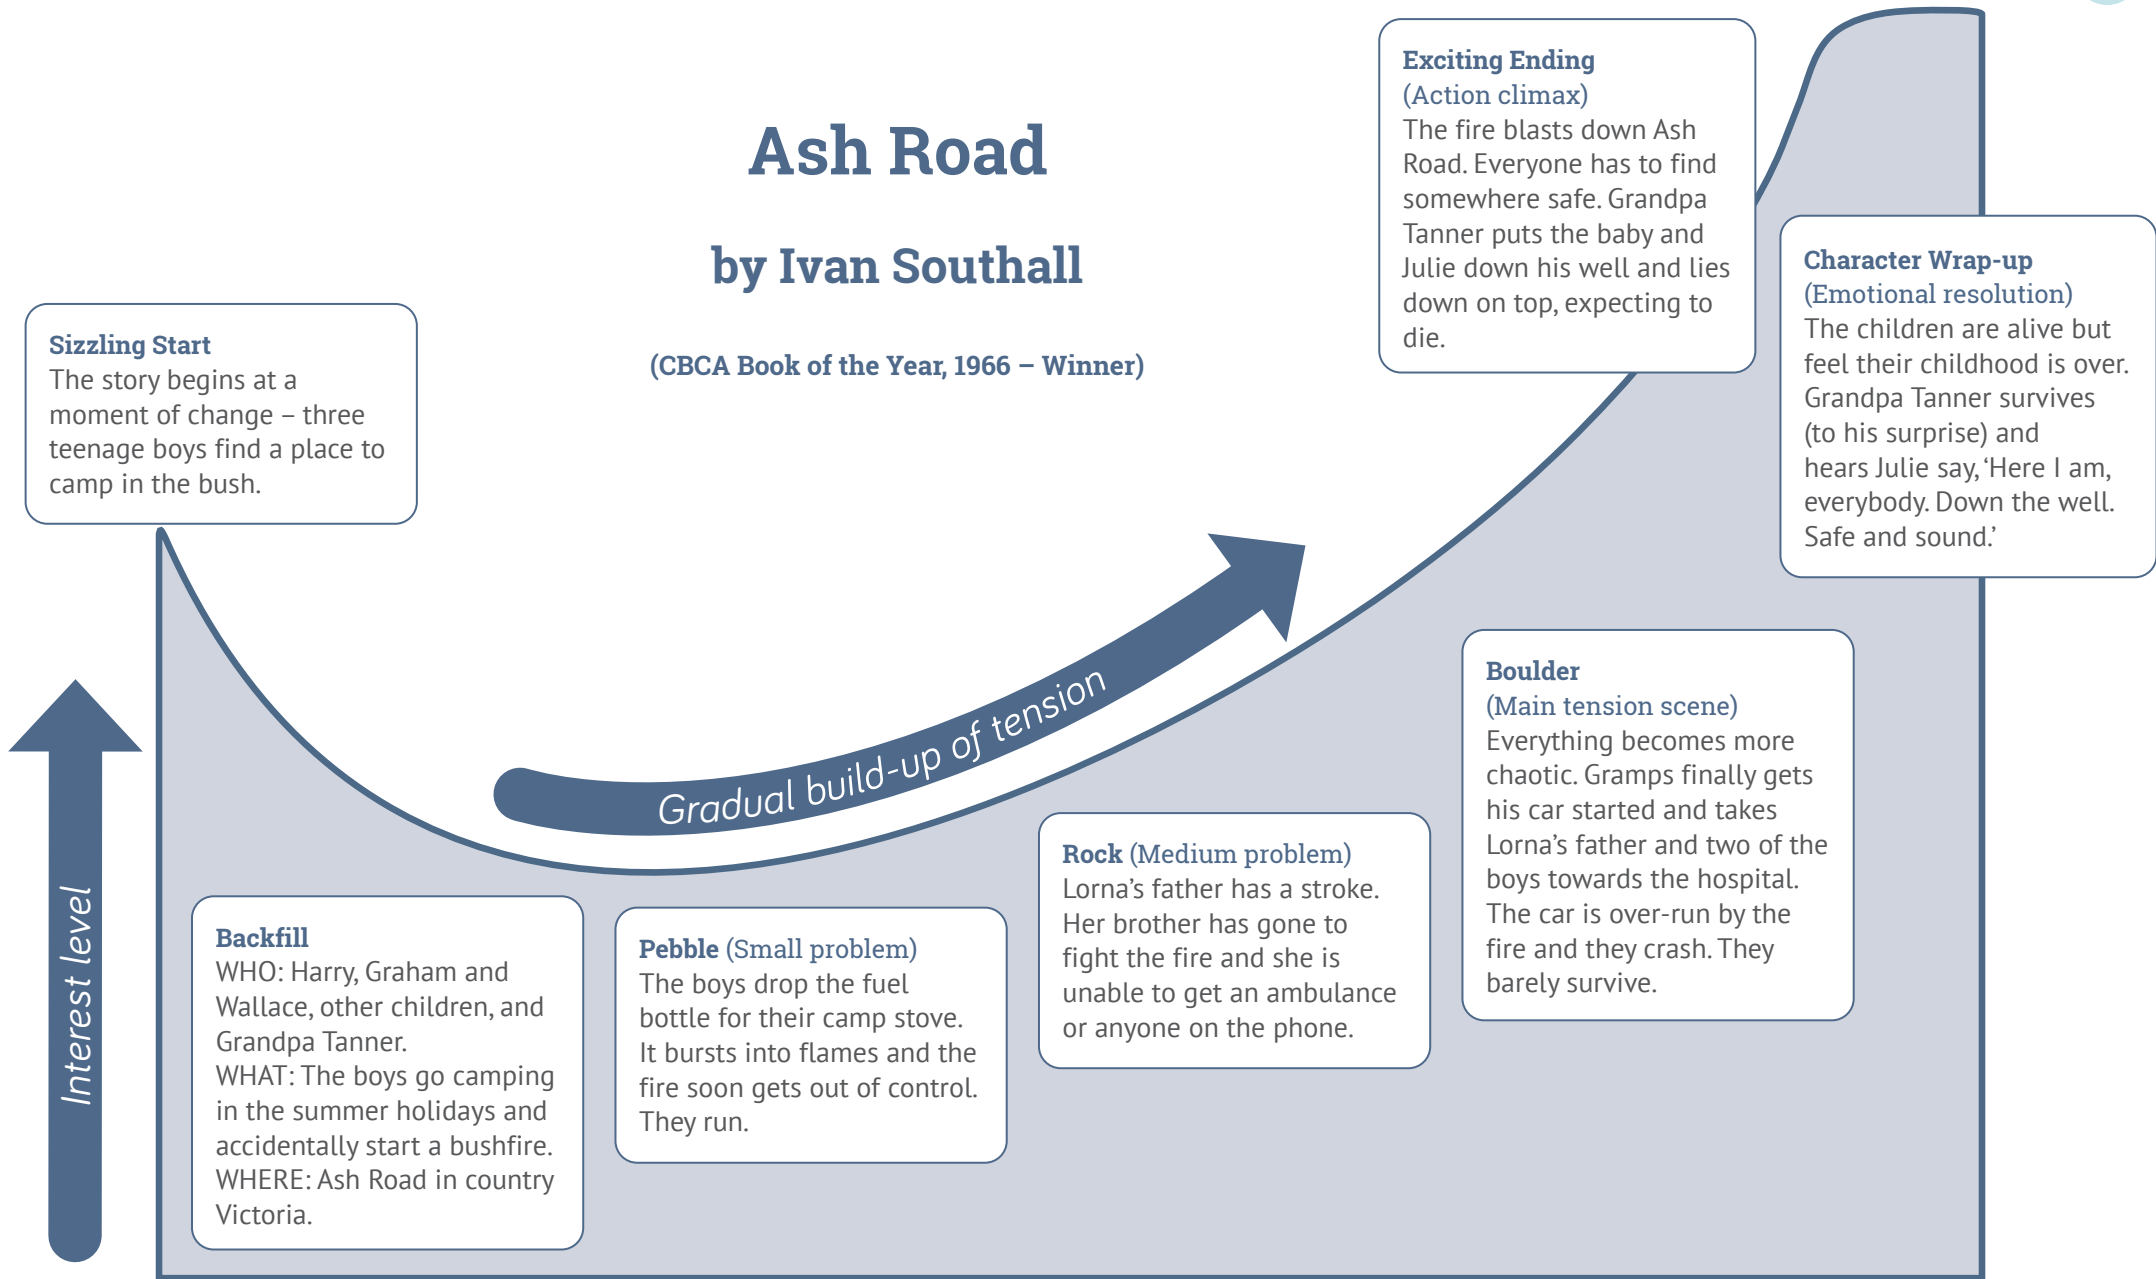 Ash Road
by Ivan Southall
(CBCA Book of the Year, 1966 – Winner)
Sizzling Start
The story begins at a
moment of change – three
teenage boys find a place to
camp in the bush.
Interest level
Backfill
WHO: Harry, Graham and
Wallace, other children, and
Grandpa Tanner.
WHAT: The boys go camping
in the summer holidays and
accidentally start a bushfire.
WHERE: Ash Road in country
Victoria.
Gradual build-up of tension
Pebble (Small problem)
The boys drop the fuel
bottle for their camp stove.
It bursts into flames and the
fire soon gets out of control.
They run.
Rock (Medium problem)
Lorna’s father has a stroke.
Her brother has gone to
fight the fire and she is
unable to get an ambulance
or anyone on the phone.
Boulder
(Main tension scene)
Everything becomes more
chaotic. Gramps finally gets
his car started and takes
Lorna’s father and two of the
boys towards the hospital.
The car is over-run by the
fire and they crash. They
barely survive.
Exciting Ending
(Action climax)
The fire blasts down Ash
Road. Everyone has to find
somewhere safe. Grandpa
Tanner puts the baby and
Julie down his well and lies
down on top, expecting to
die.
Character Wrap-up
(Emotional resolution)
The children are alive but
feel their childhood is over.
Grandpa Tanner survives
(to his surprise) and
hears Julie say, ‘Here I am,
everybody. Down the well.
Safe and sound.’